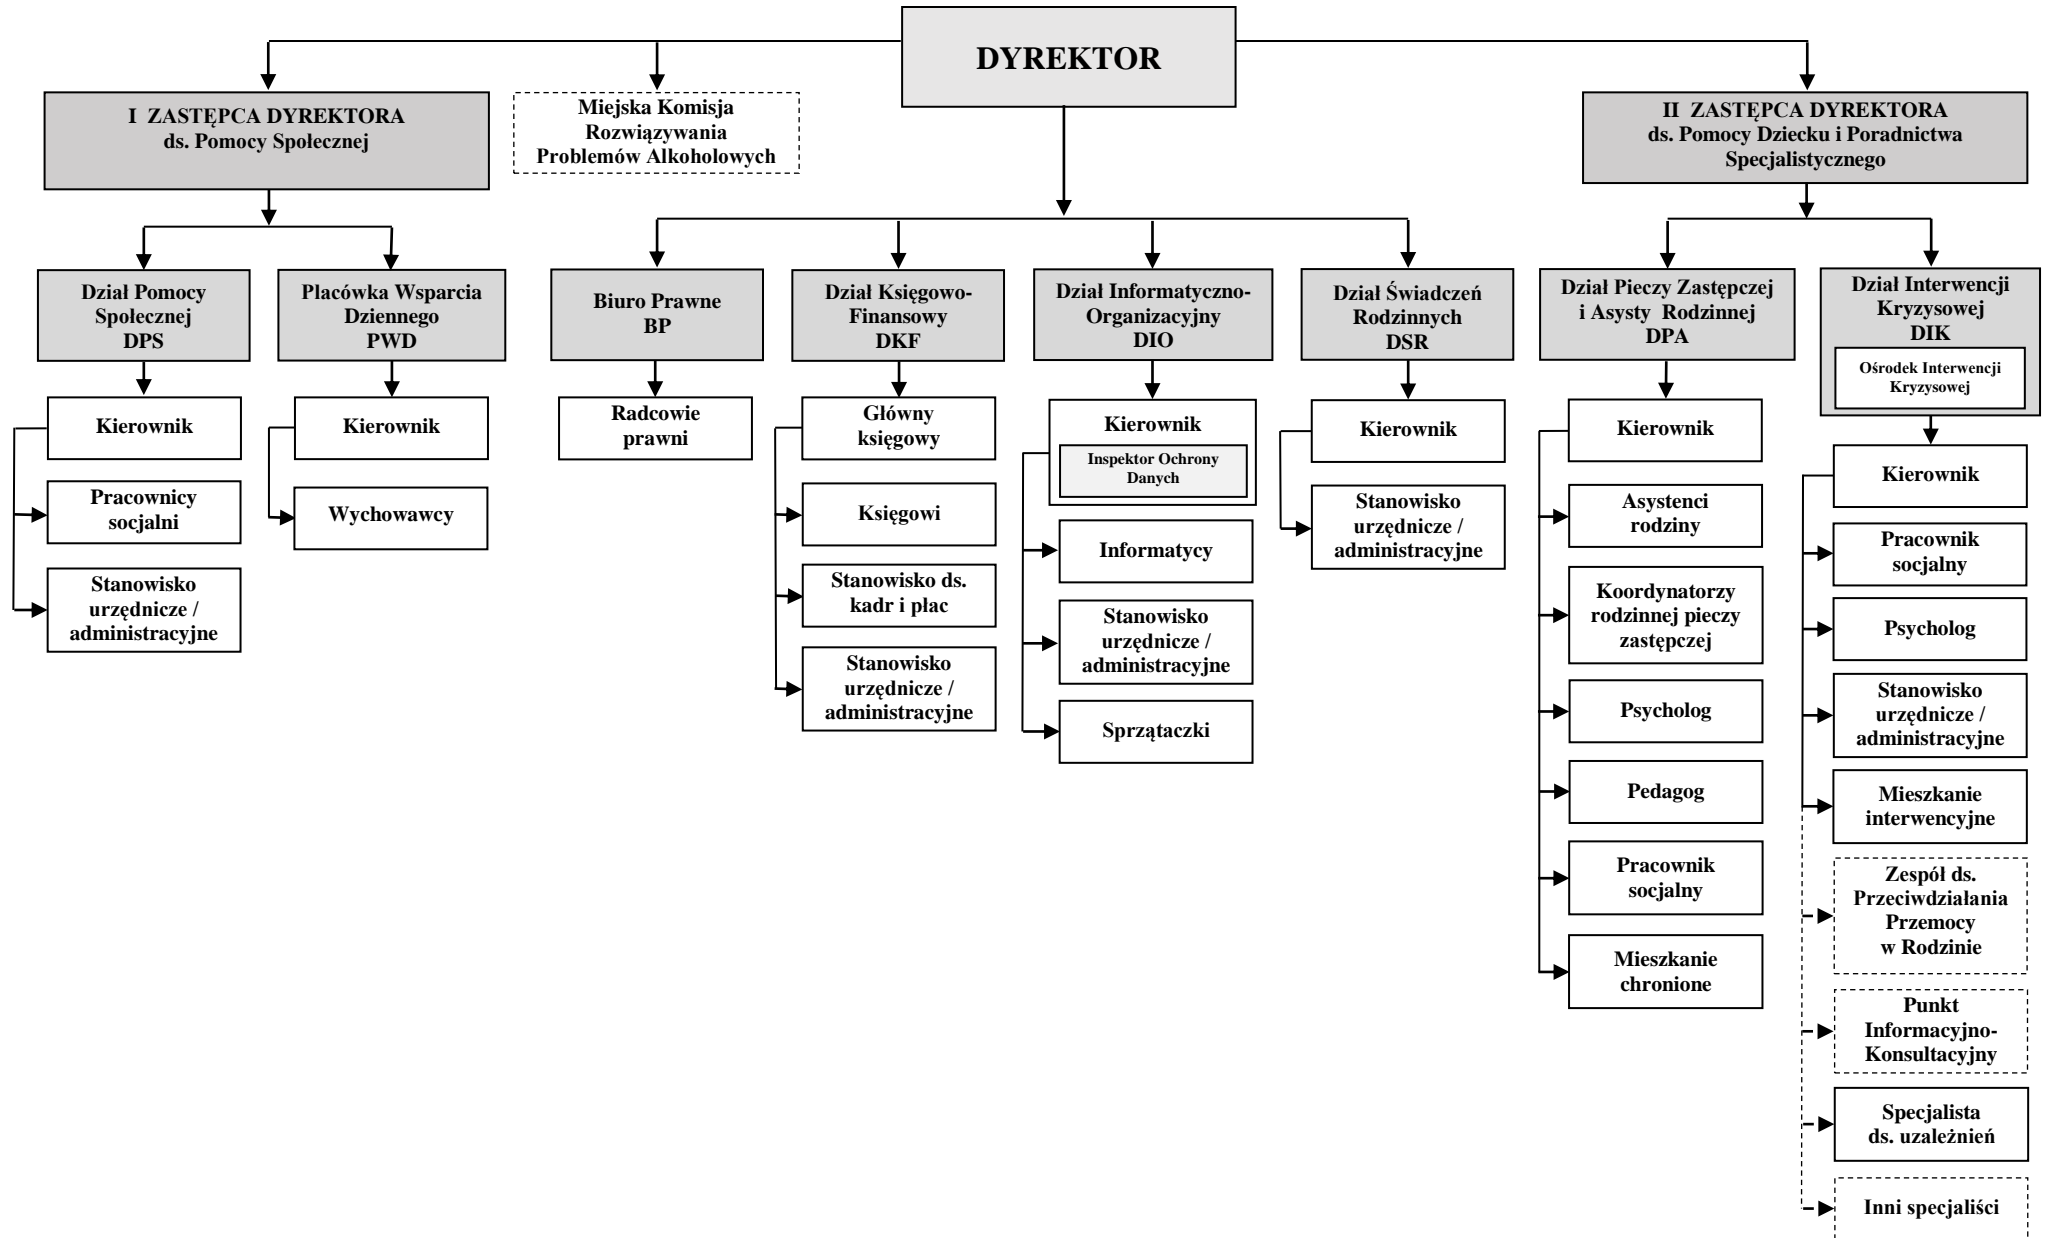 DYREKTOR
I ZASTĘPCA DYREKTORA
ds. Pomocy Społecznej
Miejska Komisja
Rozwiązywania
Problemów Alkoholowych
II ZASTĘPCA DYREKTORA
ds. Pomocy Dziecku i Poradnictwa
Specjalistycznego
Dział Pomocy
Społecznej
DPS
Placówka Wsparcia
Dziennego
PWD
Biuro Prawne
BP
Dział Księgowo-
Finansowy
DKF
Dział Informatyczno-
Organizacyjny
DIO
Dział Świadczeń
Rodzinnych
DSR
Dział Pieczy Zastępczej
i Asysty Rodzinnej
DPA
Dział Interwencji
Kryzysowej
DIK
Ośrodek Interwencji
Kryzysowej
Kierownik
Pracownicy
socjalni
Stanowisko
urzędnicze /
administracyjne
Kierownik
Wychowawcy
Radcowie
prawni
Główny
księgowy
Księgowi
Stanowisko ds.
kadr i płac
Stanowisko
urzędnicze /
administracyjne
Kierownik
Inspektor Ochrony
Danych
Informatycy
Stanowisko
urzędnicze /
administracyjne
Sprzątaczki
Kierownik
Stanowisko
urzędnicze /
administracyjne
Kierownik
Asystenci
rodziny
Koordynatorzy
rodzinnej pieczy
zastępczej
Psycholog
Pedagog
Pracownik
socjalny
Mieszkanie
chronione
Kierownik
Pracownik
socjalny
Psycholog
Stanowisko
urzędnicze /
administracyjne
Mieszkanie
interwencyjne
Zespół ds.
Przeciwdziałania
Przemocy
w Rodzinie
Punkt
Informacyjno-
Konsultacyjny
Specjalista
ds. uzależnień
Inni specjaliści